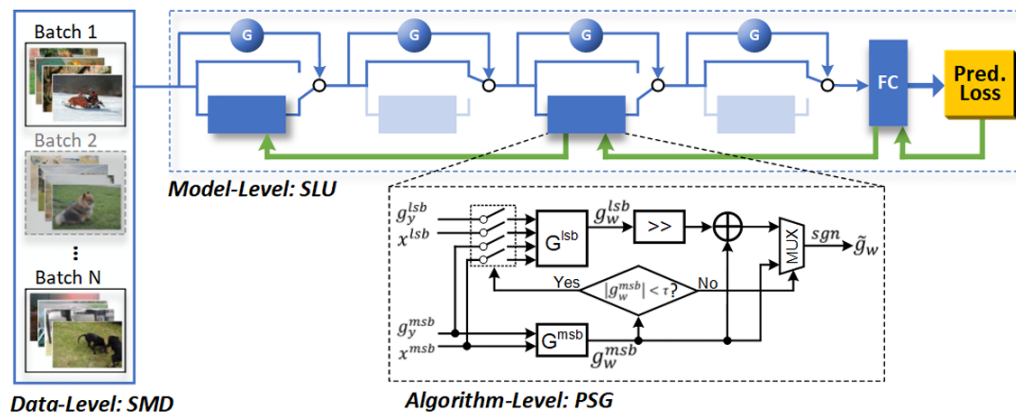 Batch 1
Batch 2
⋮
Batch N
Data-Level: SMD
G
G
G
G
FC
Pred.
Loss
Model-Level: SLU
g_y^{lsb}
x^{lsb}
G^{lsb}
g_w^{lsb}
>>
MUX
sgn
g̃_w
Yes
|g_w^{msb}| < τ?
No
g_y^{msb}
x^{msb}
G^{msb}
g_w^{msb}
Algorithm-Level: PSG